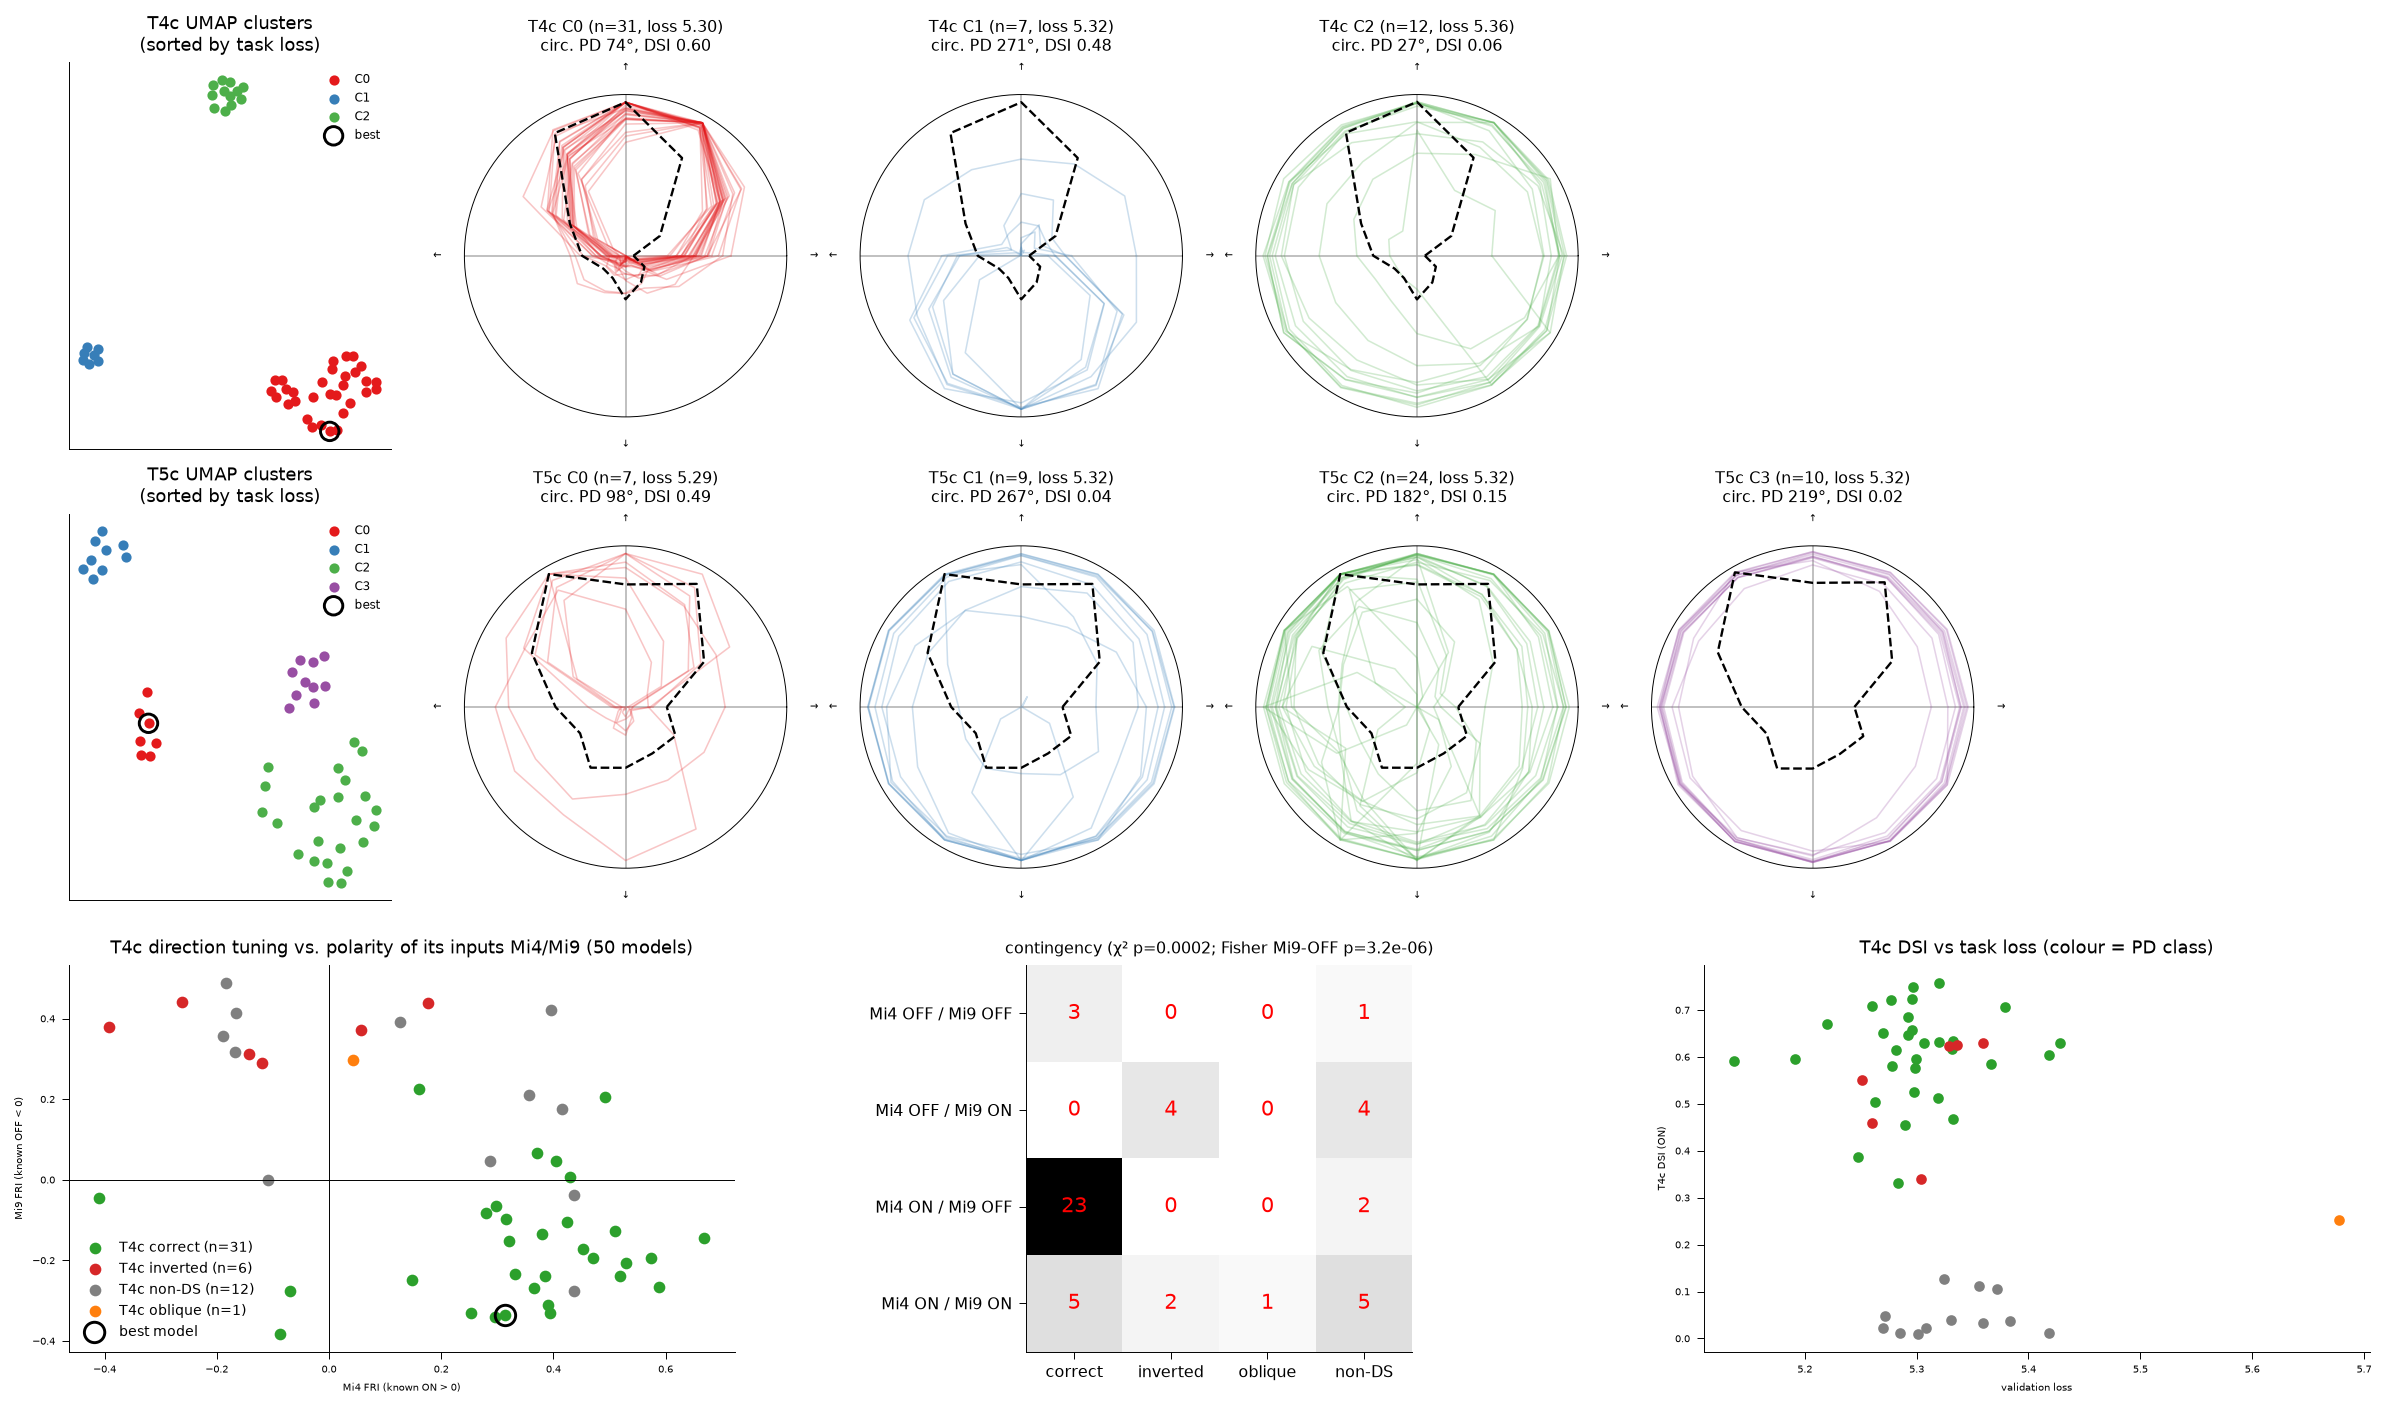 T4c UMAP clusters
(sorted by task loss)
C0
C1
C2
best
T4c C0 (n=31, loss 5.30)
circ. PD 74°, DSI 0.60
↑
←
→
↓
T4c C1 (n=7, loss 5.32)
circ. PD 271°, DSI 0.48
↑
←
→
↓
T4c C2 (n=12, loss 5.36)
circ. PD 27°, DSI 0.06
↑
←
→
↓
T5c UMAP clusters
(sorted by task loss)
C0
C1
C2
C3
best
T5c C0 (n=7, loss 5.29)
circ. PD 98°, DSI 0.49
↑
←
→
↓
T5c C1 (n=9, loss 5.32)
circ. PD 267°, DSI 0.04
↑
←
→
↓
T5c C2 (n=24, loss 5.32)
circ. PD 182°, DSI 0.15
↑
←
→
↓
T5c C3 (n=10, loss 5.32)
circ. PD 219°, DSI 0.02
↑
←
→
↓
T4c direction tuning vs. polarity of its inputs Mi4/Mi9 (50 models)
Mi9 FRI (known OFF < 0)
0.4
0.2
0.0
−0.2
−0.4
T4c correct (n=31)
T4c inverted (n=6)
T4c non-DS (n=12)
T4c oblique (n=1)
best model
−0.4 −0.2 0.0 0.2 0.4 0.6
Mi4 FRI (known ON > 0)
contingency (χ² p=0.0002; Fisher Mi9-OFF p=3.2e-06)
Mi4 OFF / Mi9 OFF 3 0 0 1
Mi4 OFF / Mi9 ON 0 4 0 4
Mi4 ON / Mi9 OFF 23 0 0 2
Mi4 ON / Mi9 ON 5 2 1 5
correct inverted oblique non-DS
T4c DSI vs task loss (colour = PD class)
T4c DSI (ON)
0.7
0.6
0.5
0.4
0.3
0.2
0.1
0.0
5.2 5.3 5.4 5.5 5.6 5.7
validation loss